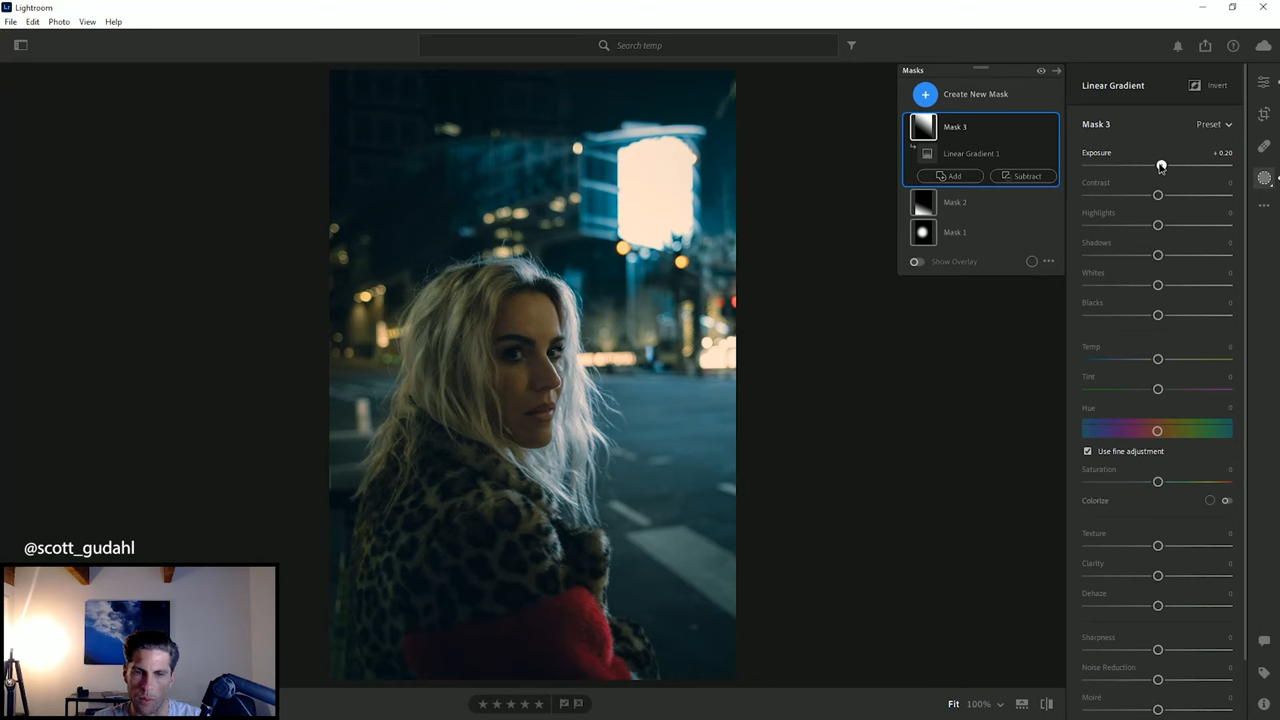 Lr Lightroom
File Edit Photo View Help
Search temp
Masks
Create New Mask
Mask 3
Linear Gradient 1
Add Subtract
Mask 2
Mask 1
Show Overlay
Linear Gradient Invert
Mask 3 Preset
Exposure + 0.20
Contrast 0
Highlights 0
Shadows 0
Whites 0
Blacks 0
Temp 0
Tint 0
Hue 0
Use fine adjustment
Saturation 0
Colorize
Texture 0
Clarity 0
Dehaze 0
Sharpness 0
Noise Reduction 0
Moiré 0
@scott_gudahl
Fit 100%